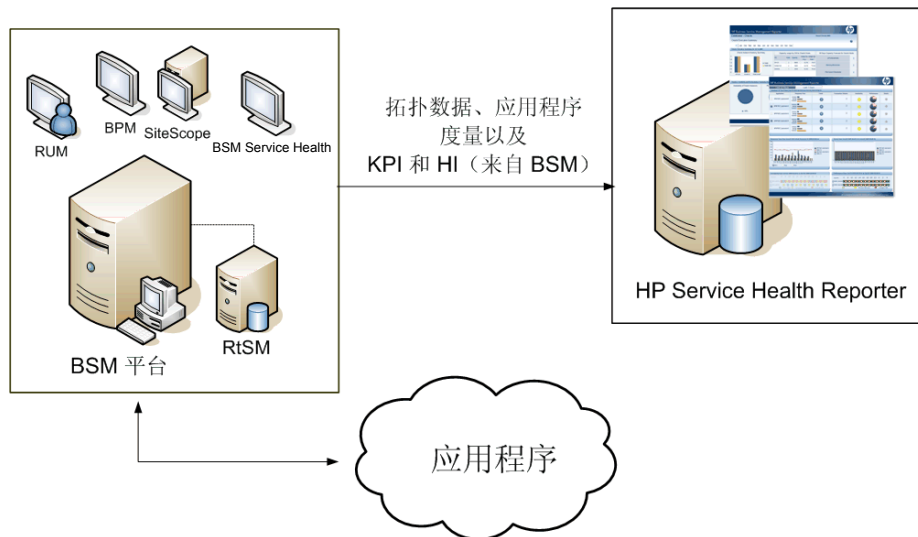 RUM
BPM
SiteScope
BSM Service Health
RtSM
BSM 平台
拓扑数据、应用程序
度量以及
KPI 和 HI（来自 BSM）
HP Service Health Reporter
应用程序